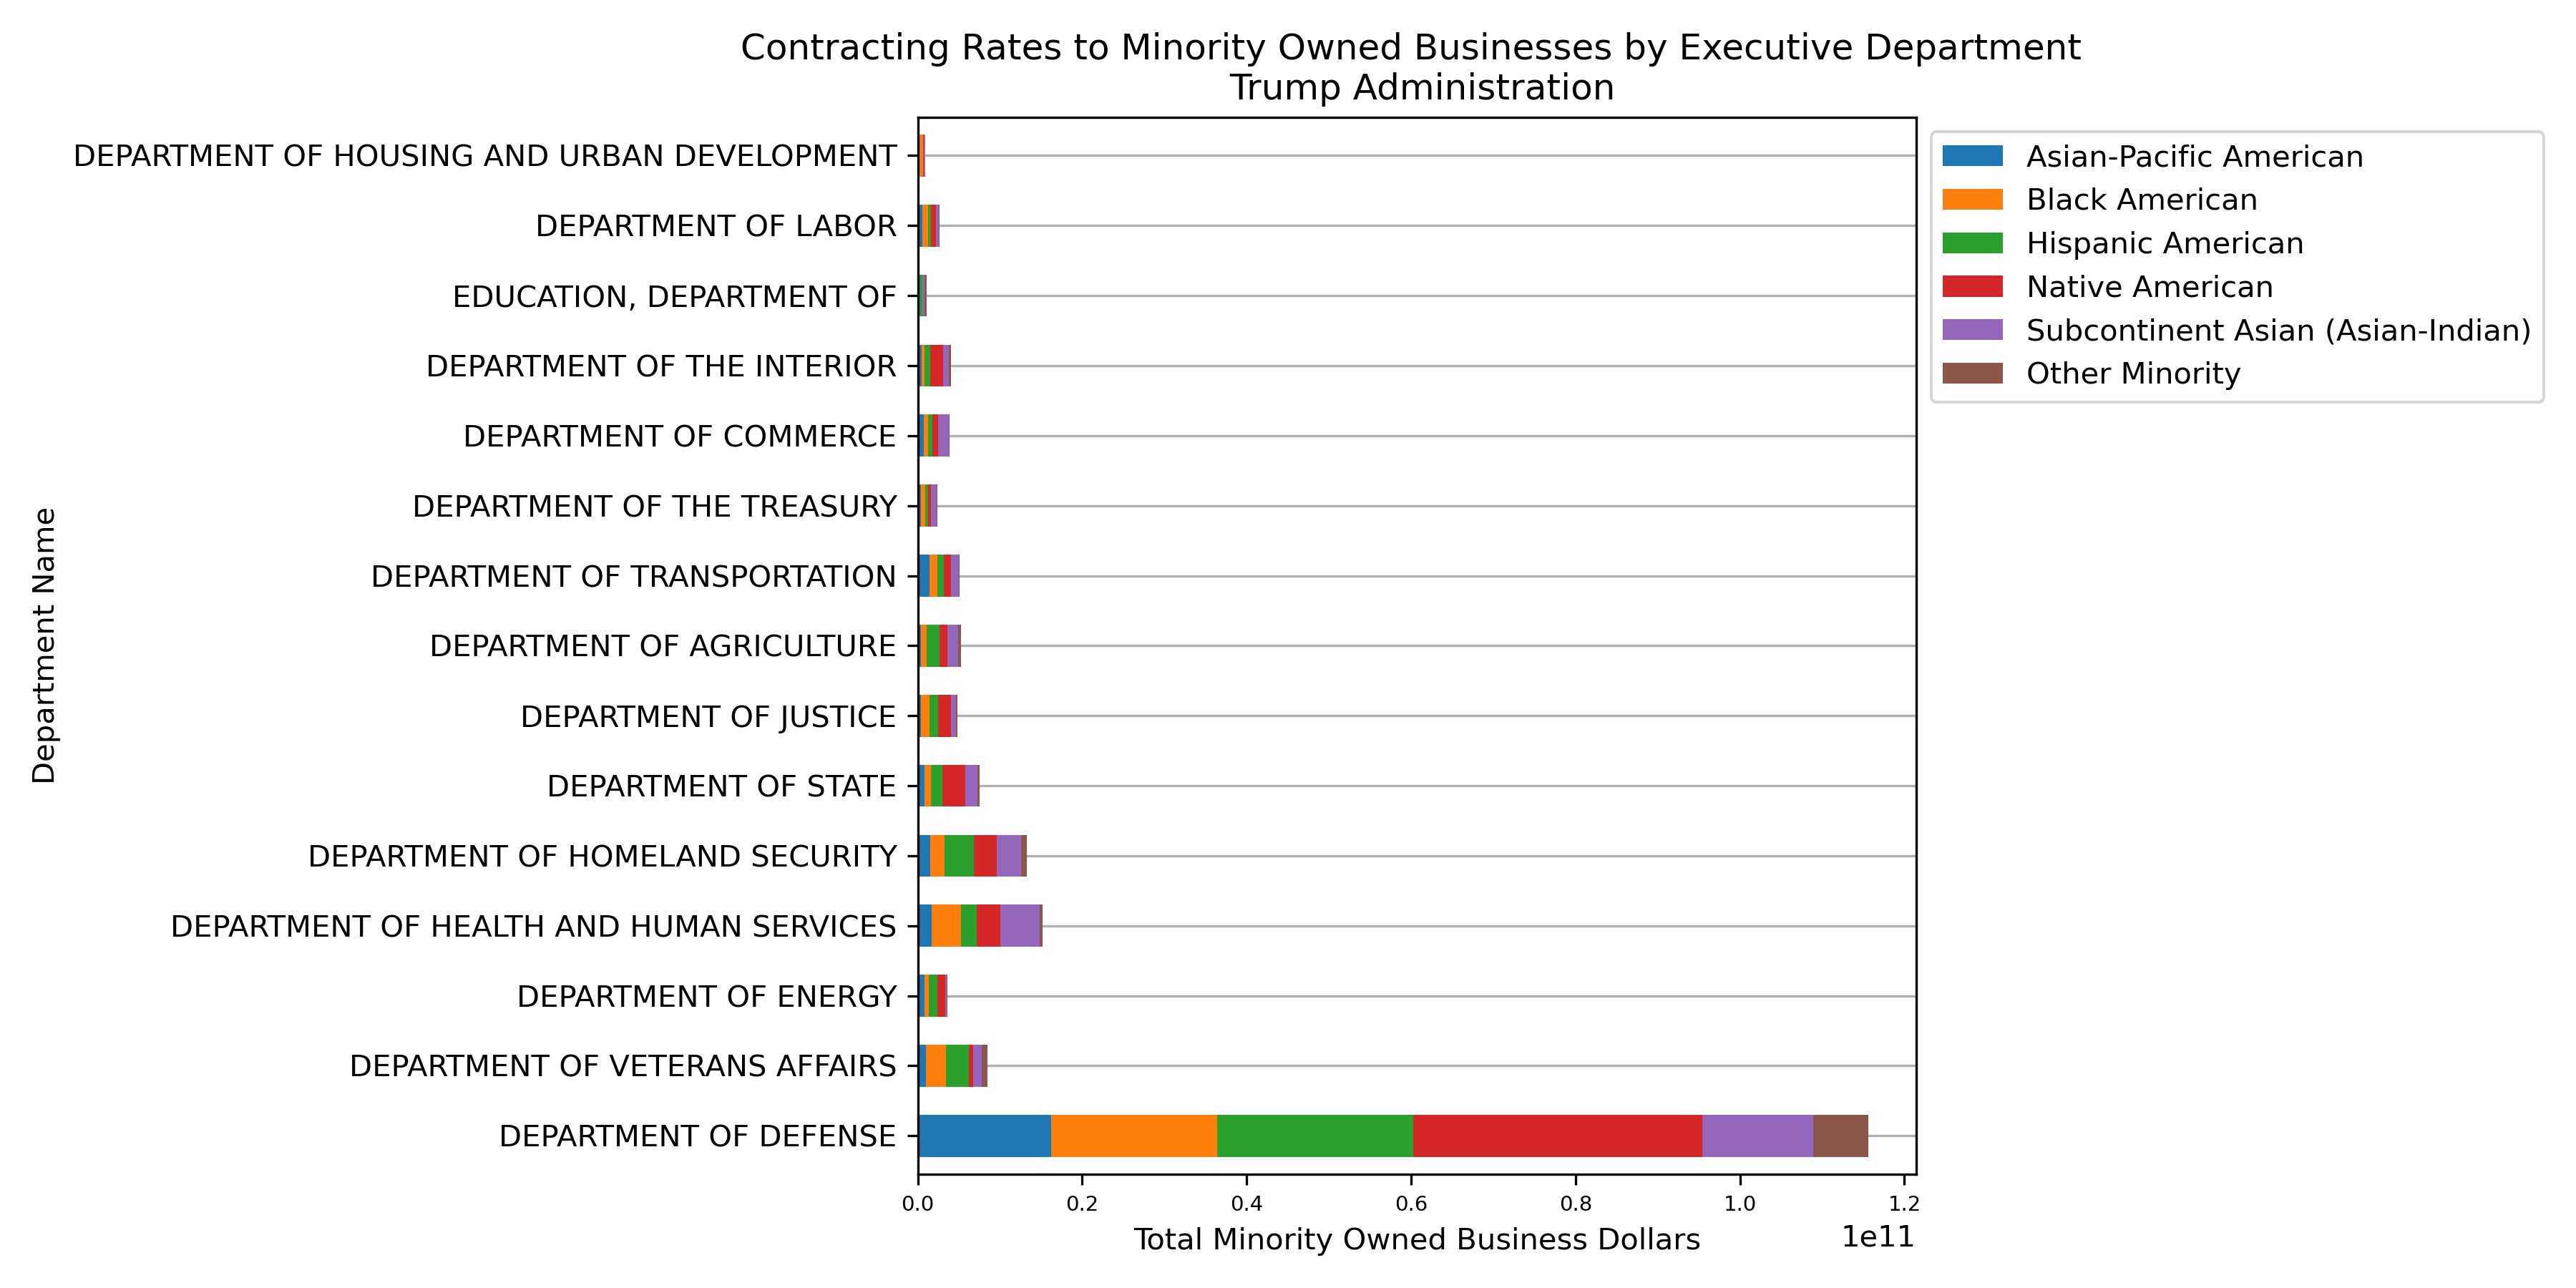 Contracting Rates to Minority Owned Businesses by Executive Department
Trump Administration
DEPARTMENT OF HOUSING AND URBAN DEVELOPMENT
DEPARTMENT OF LABOR
EDUCATION, DEPARTMENT OF
DEPARTMENT OF THE INTERIOR
DEPARTMENT OF COMMERCE
DEPARTMENT OF THE TREASURY
DEPARTMENT OF TRANSPORTATION
DEPARTMENT OF AGRICULTURE
DEPARTMENT OF JUSTICE
DEPARTMENT OF STATE
DEPARTMENT OF HOMELAND SECURITY
DEPARTMENT OF HEALTH AND HUMAN SERVICES
DEPARTMENT OF ENERGY
DEPARTMENT OF VETERANS AFFAIRS
DEPARTMENT OF DEFENSE
Department Name
0.0 0.2 0.4 0.6 0.8 1.0 1.2
1e11
Total Minority Owned Business Dollars
Asian-Pacific American
Black American
Hispanic American
Native American
Subcontinent Asian (Asian-Indian)
Other Minority